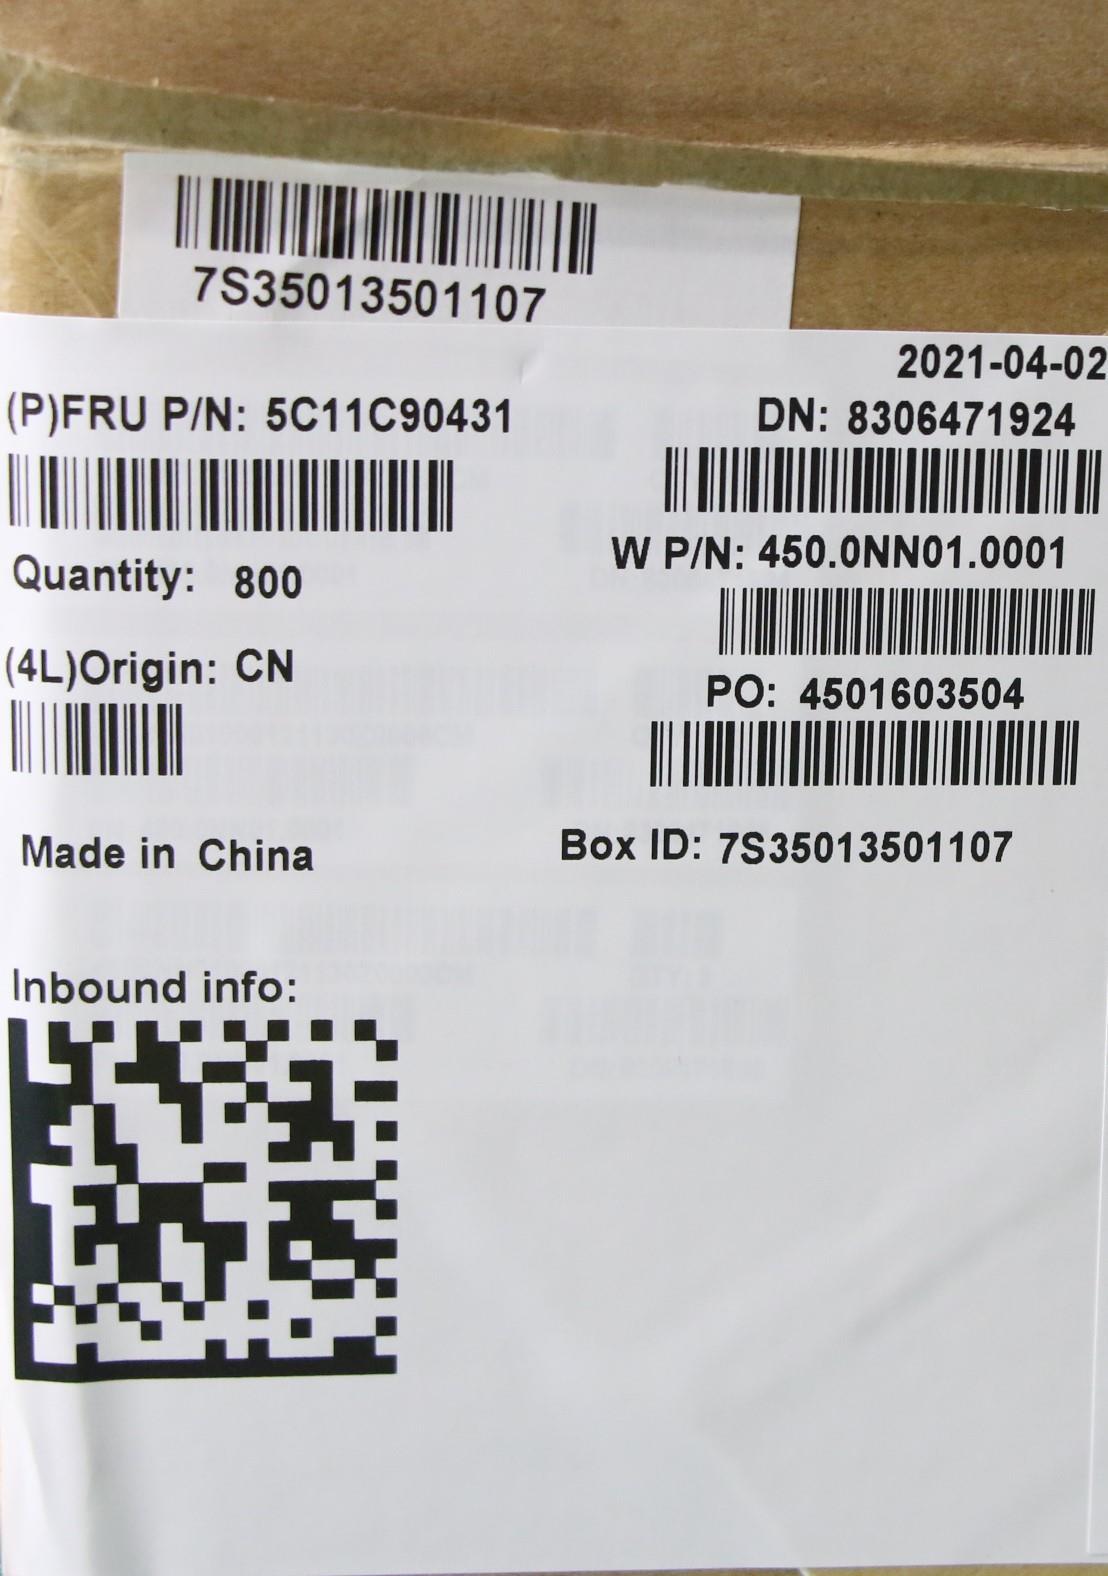 7S35013501107
2021-04-02
(P)FRU P/N: 5C11C90431
DN: 8306471924
W P/N: 450.0NN01.0001
Quantity: 800
(4L)Origin: CN
PO: 4501603504
Made in China
Box ID: 7S35013501107
Inbound info: